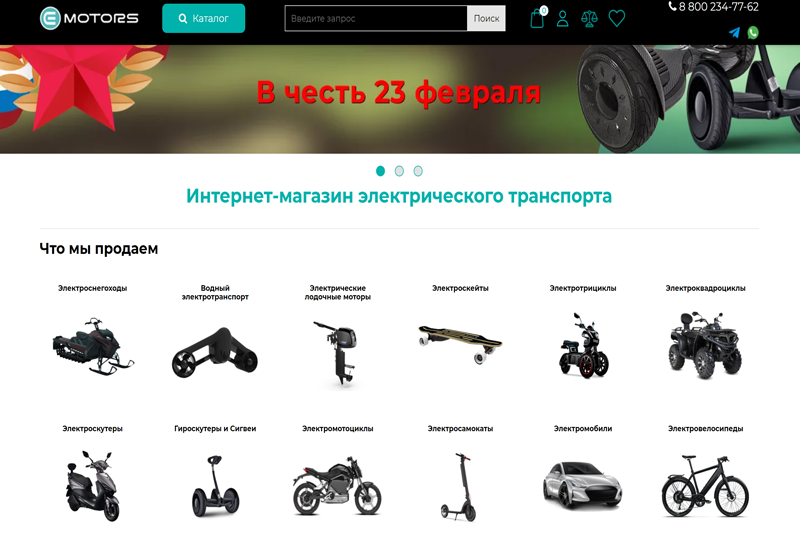 E MOTORS
Каталог
Введите запрос
Поиск
0
8 800 234-77-62
В честь 23 февраля
Интернет-магазин электрического транспорта
Что мы продаем
Электроснегоходы
Водный
электротранспорт
Электрические
лодочные моторы
Электроскейты
Электротрициклы
Электроквадроциклы
Электроскутеры
Гироскутеры и Сигвеи
Электромотоциклы
Электросамокаты
Электромобили
Электровелосипеды